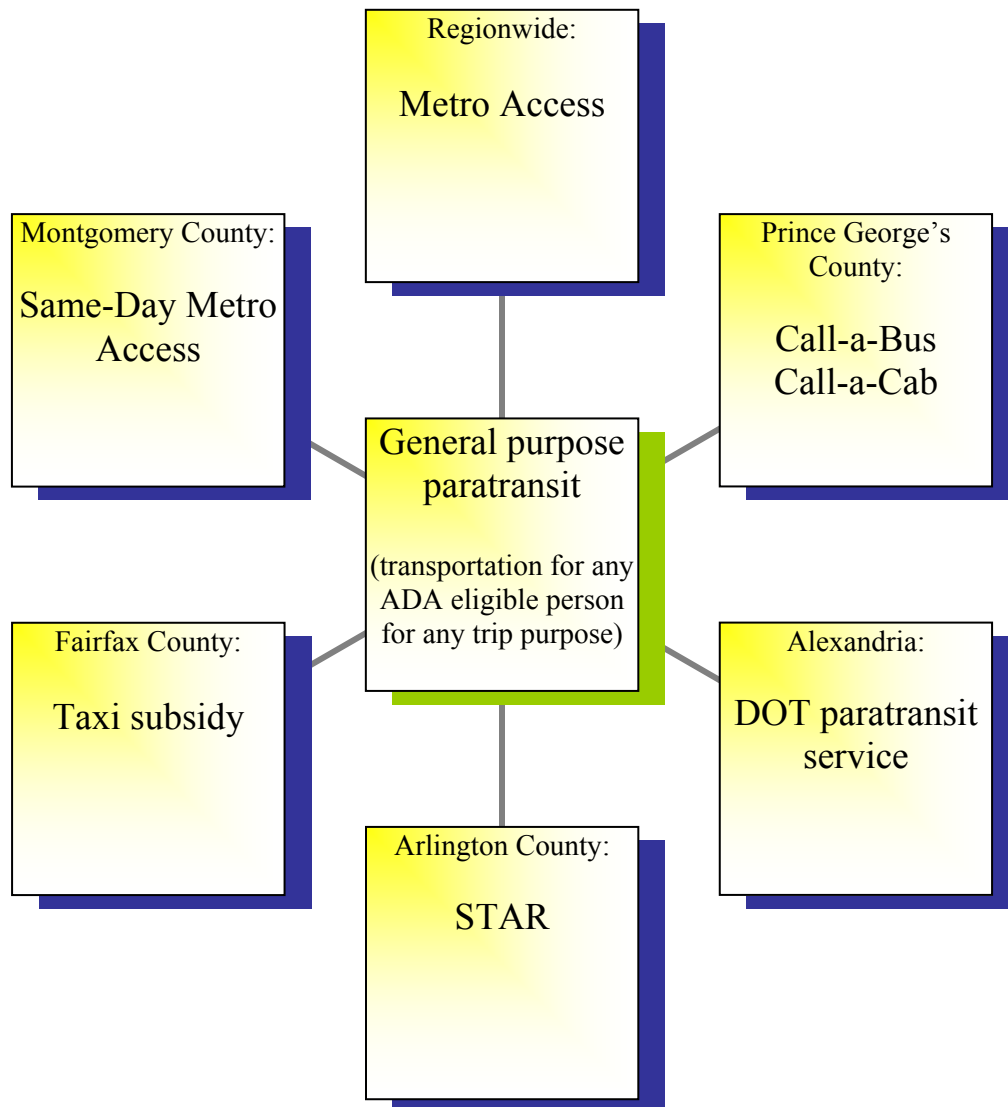 Regionwide:
Metro Access
Montgomery County:
Same-Day Metro
Access
Prince George’s
County:
Call-a-Bus
Call-a-Cab
General purpose
paratransit
(transportation for any
ADA eligible person
for any trip purpose)
Fairfax County:
Taxi subsidy
Alexandria:
DOT paratransit
service
Arlington County:
STAR